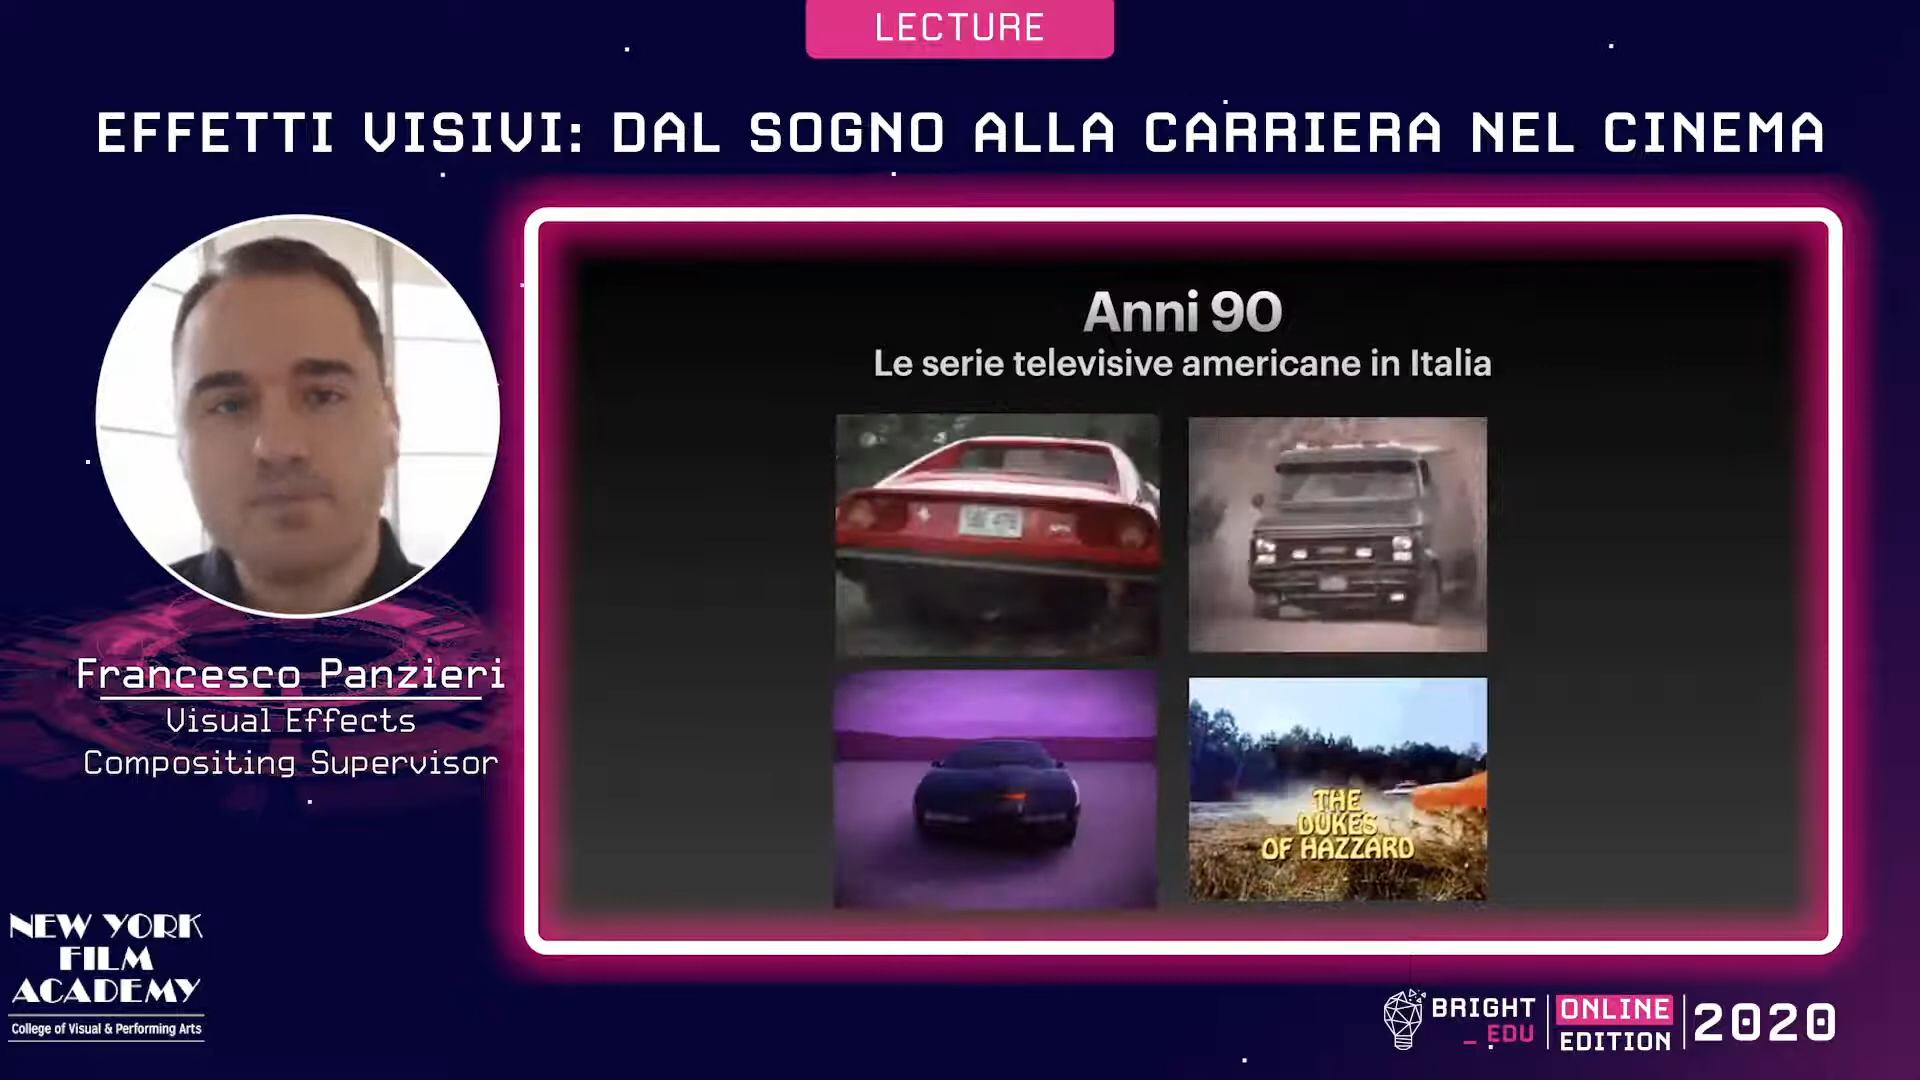 LECTURE
EFFETTI VISIVI: DAL SOGNO ALLA CARRIERA NEL CINEMA
Anni 90
Le serie televisive americane in Italia
THE
DUKES
OF HAZZARD
Francesco Panzieri
Visual Effects
Compositing Supervisor
NEW YORK
FILM
ACADEMY
College of Visual & Performing Arts
BRIGHT
_ EDU
ONLINE
EDITION
2020